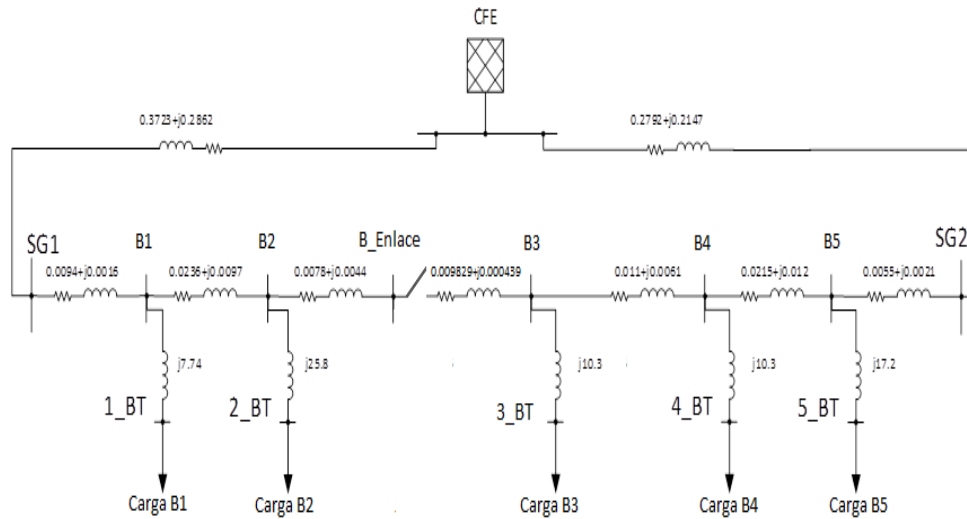 CFE
0.3723+j0.2862
0.2792+j0.2147
SG1
B1
B2
B_Enlace
B3
B4
B5
SG2
0.0094+j0.0016
0.0236+j0.0097
0.0078+j0.0044
0.009829+j0.000439
0.011+j0.0061
0.0215+j0.012
0.0055+j0.0021
j7.74
j25.8
j10.3
j10.3
j17.2
1_BT
2_BT
3_BT
4_BT
5_BT
Carga B1
Carga B2
Carga B3
Carga B4
Carga B5